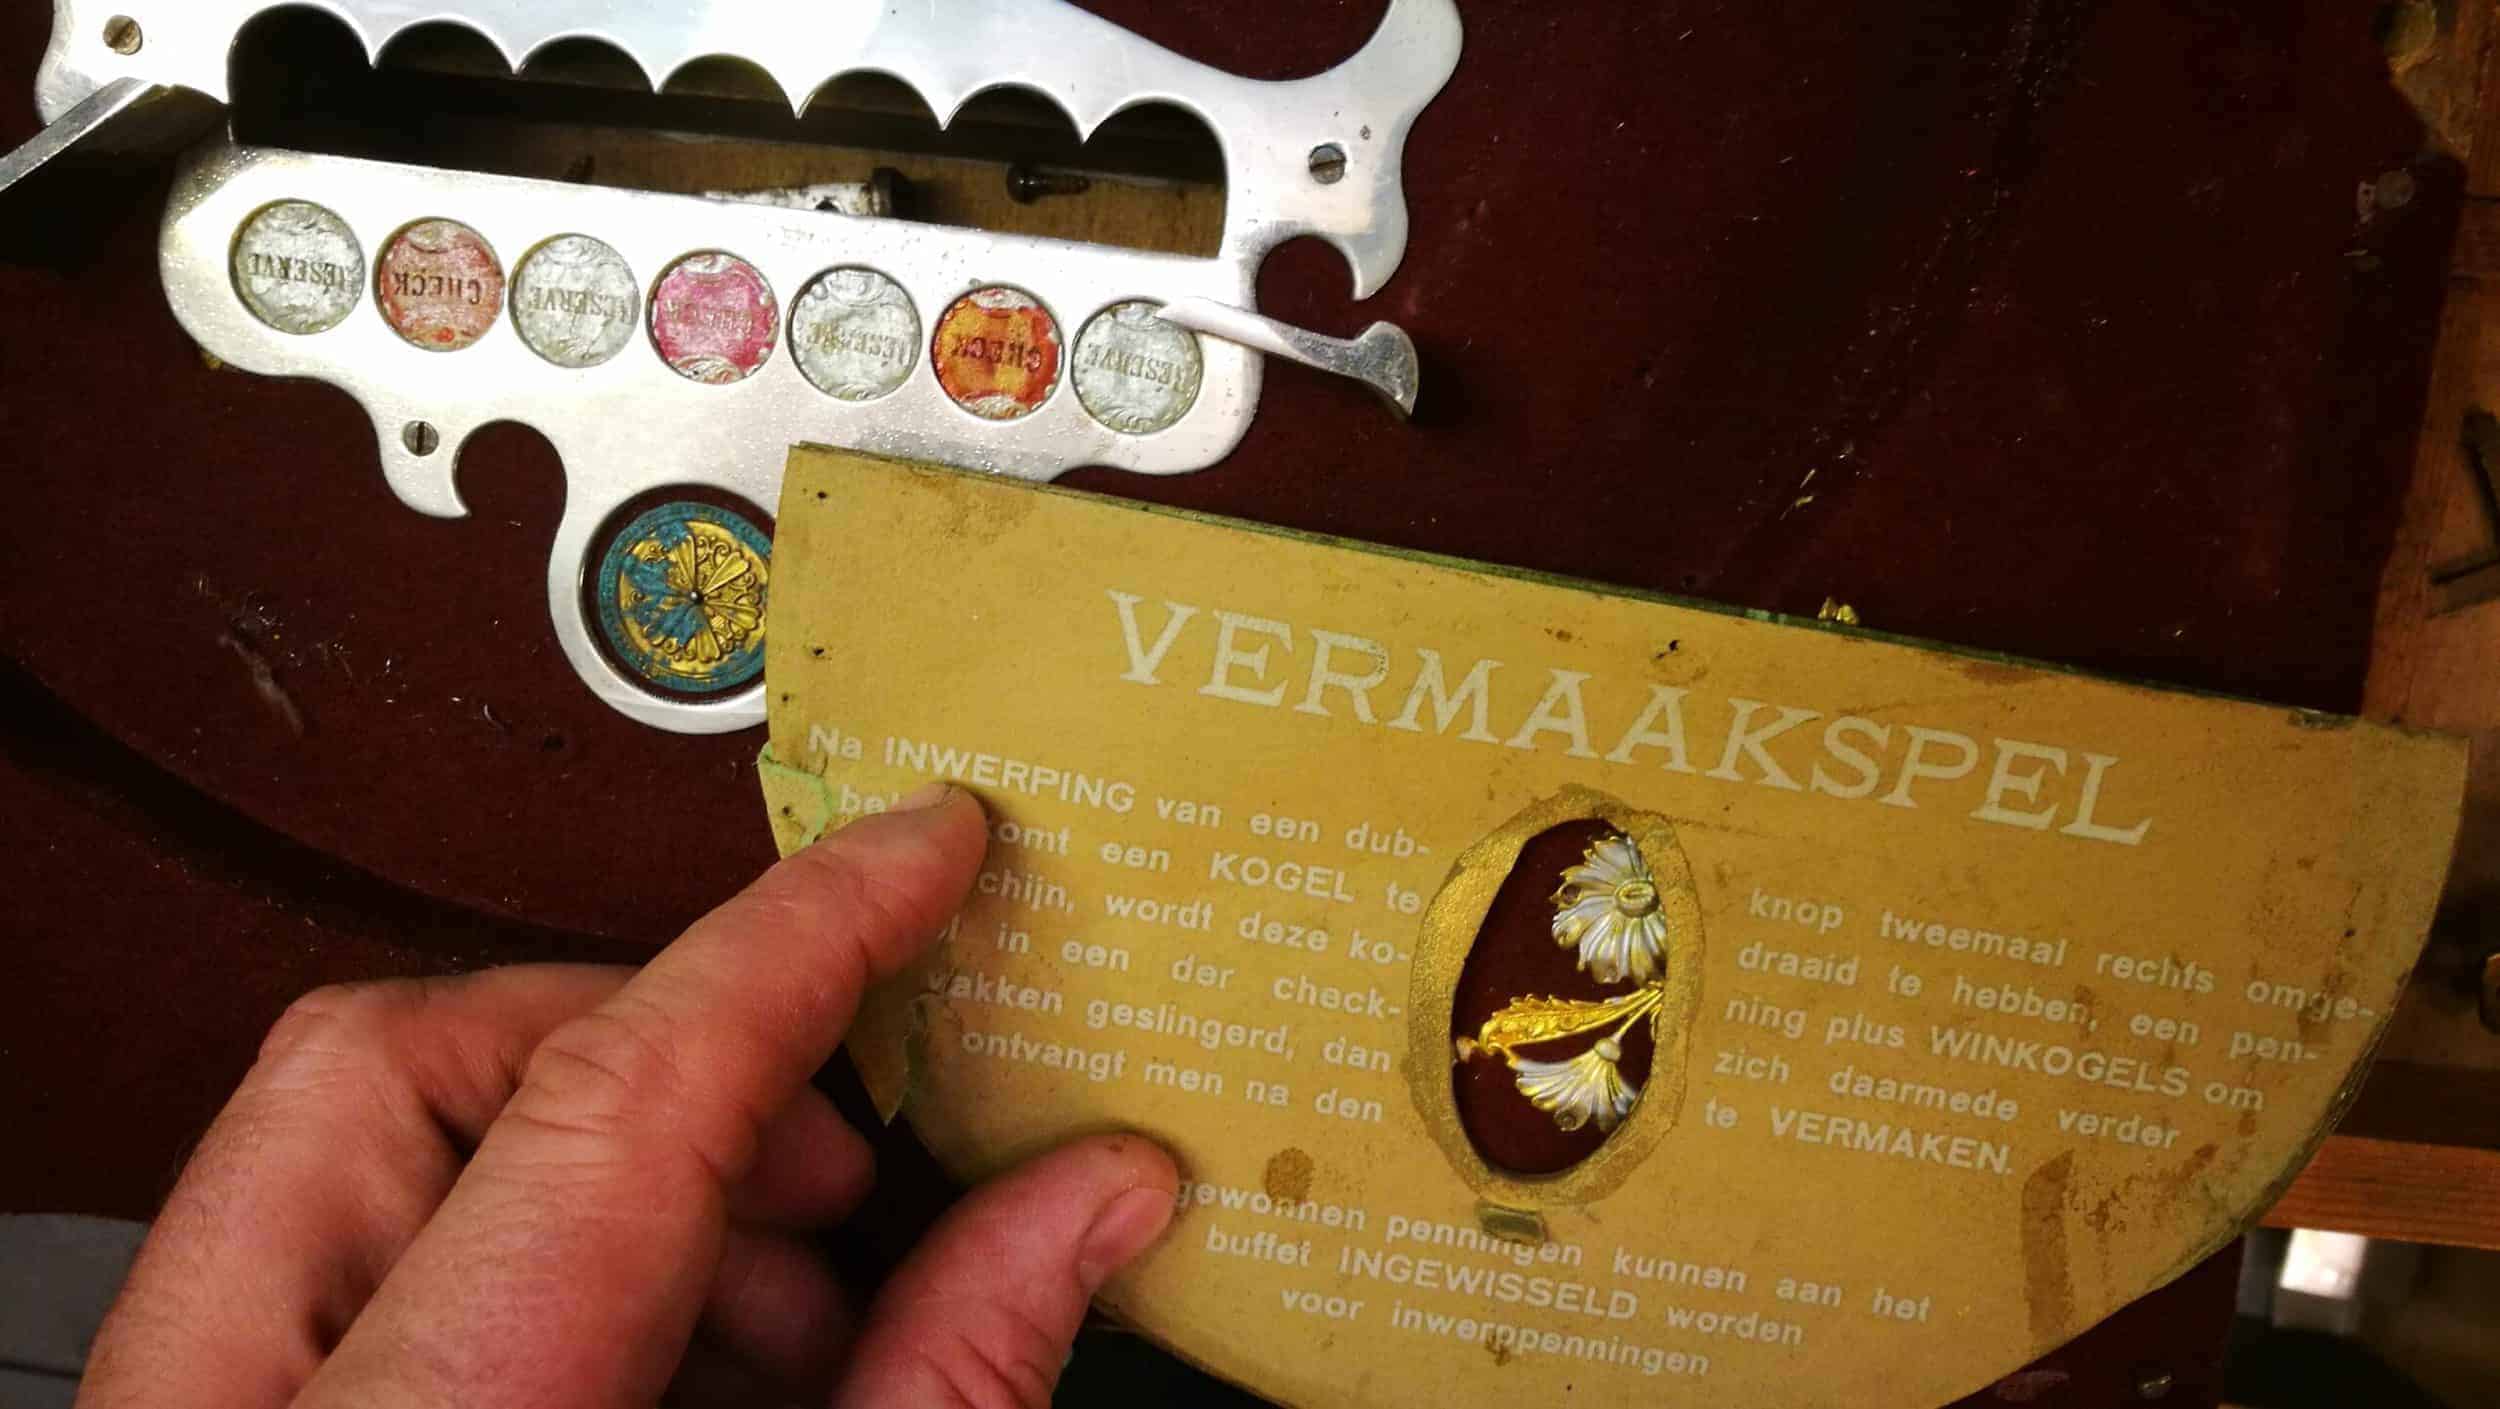 RESERVE
CHECK
RESERVE
RESERVE
CHECK
RESERVE
VERMAAKSPEL
Na INWERPING van een dub-
omt een KOGEL te
chijn, wordt deze ko-
in een der check-
vakken geslingerd, dan
ontvangt men na den
knop tweemaal rechts omge-
draaid te hebben, een pen-
ning plus WINKOGELS om
zich daarmede verder
te VERMAKEN.
gewonnen penningen kunnen aan het
buffet INGEWISSELD worden
voor inwerppenningen